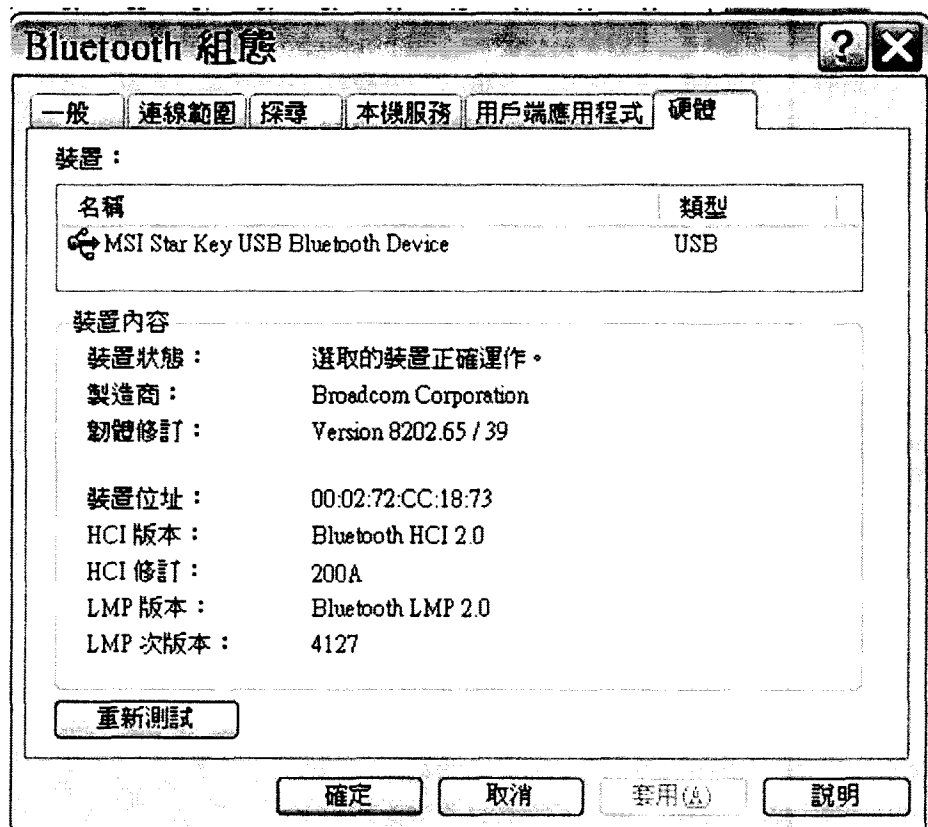 Bluetooth 組態
一般 連線範圍 探尋 本機服務 用戶端應用程式 硬體
裝置：
名稱 類型
MSI Star Key USB Bluetooth Device USB
裝置內容
裝置狀態： 選取的裝置正確運作。
製造商： Broadcom Corporation
韌體修訂： Version 8202.65 / 39
裝置位址： 00:02:72:CC:18:73
HCI 版本： Bluetooth HCI 2.0
HCI 修訂： 200A
LMP 版本： Bluetooth LMP 2.0
LMP 次版本： 4127
重新測試
確定 取消 套用(A) 說明